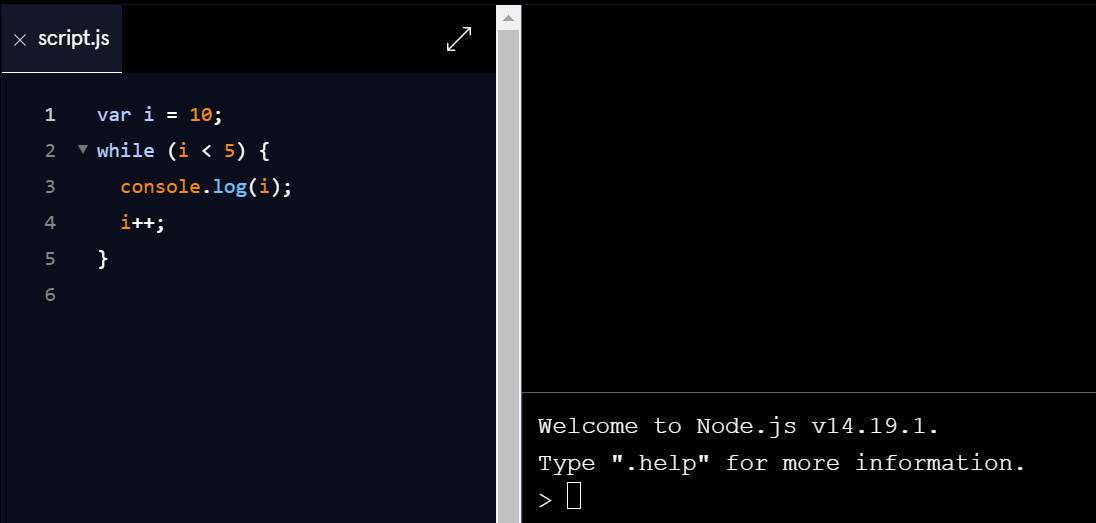 script.js
1 var i = 10;
2 while (i < 5) {
3   console.log(i);
4   i++;
5 }
6
Welcome to Node.js v14.19.1.
Type ".help" for more information.
>